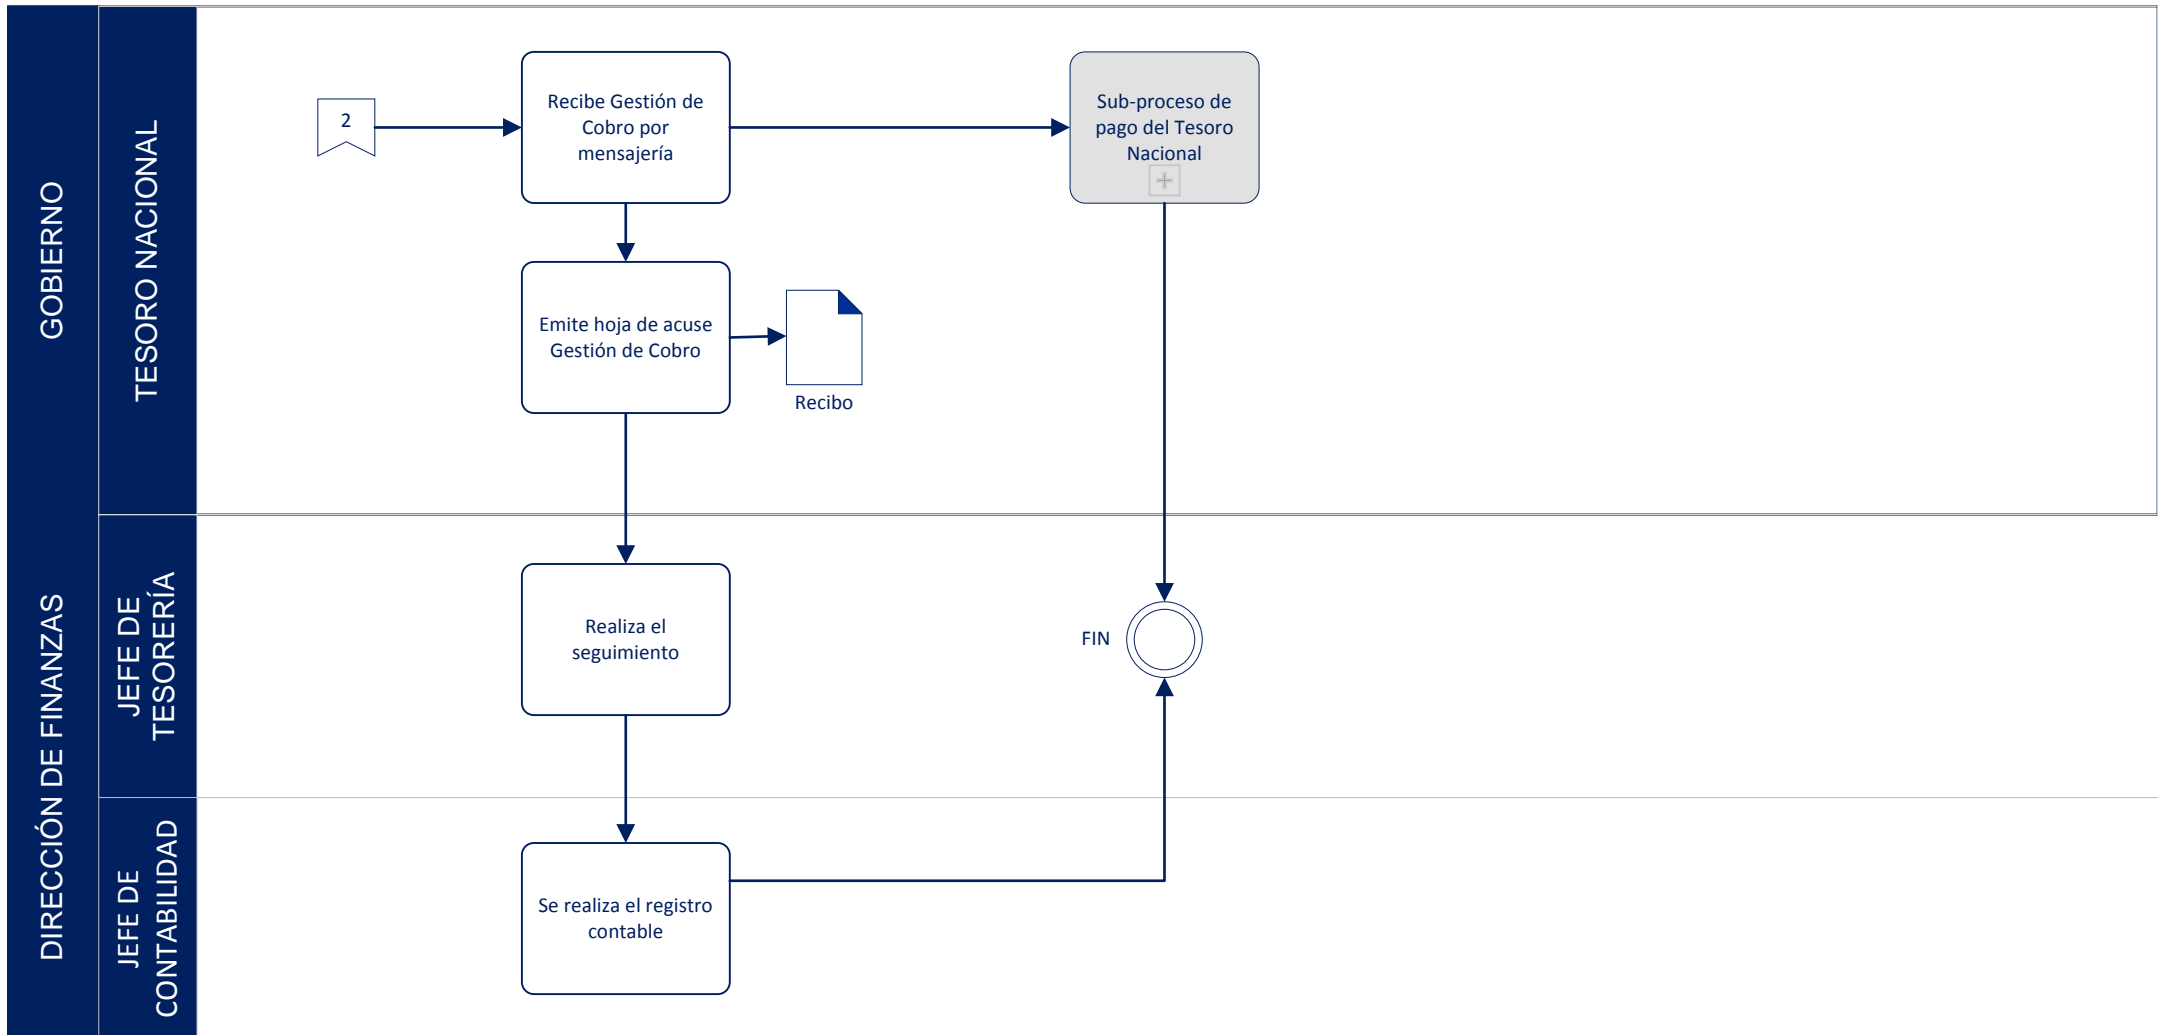 GOBIERNO
TESORO NACIONAL
2
Recibe Gestión de
Cobro por
mensajería
Sub-proceso de
pago del Tesoro
Nacional
Emite hoja de acuse
Gestión de Cobro
Recibo
DIRECCIÓN DE FINANZAS
JEFE DE
TESORERÍA
Realiza el
seguimiento
FIN
JEFE DE
CONTABILIDAD
Se realiza el registro
contable